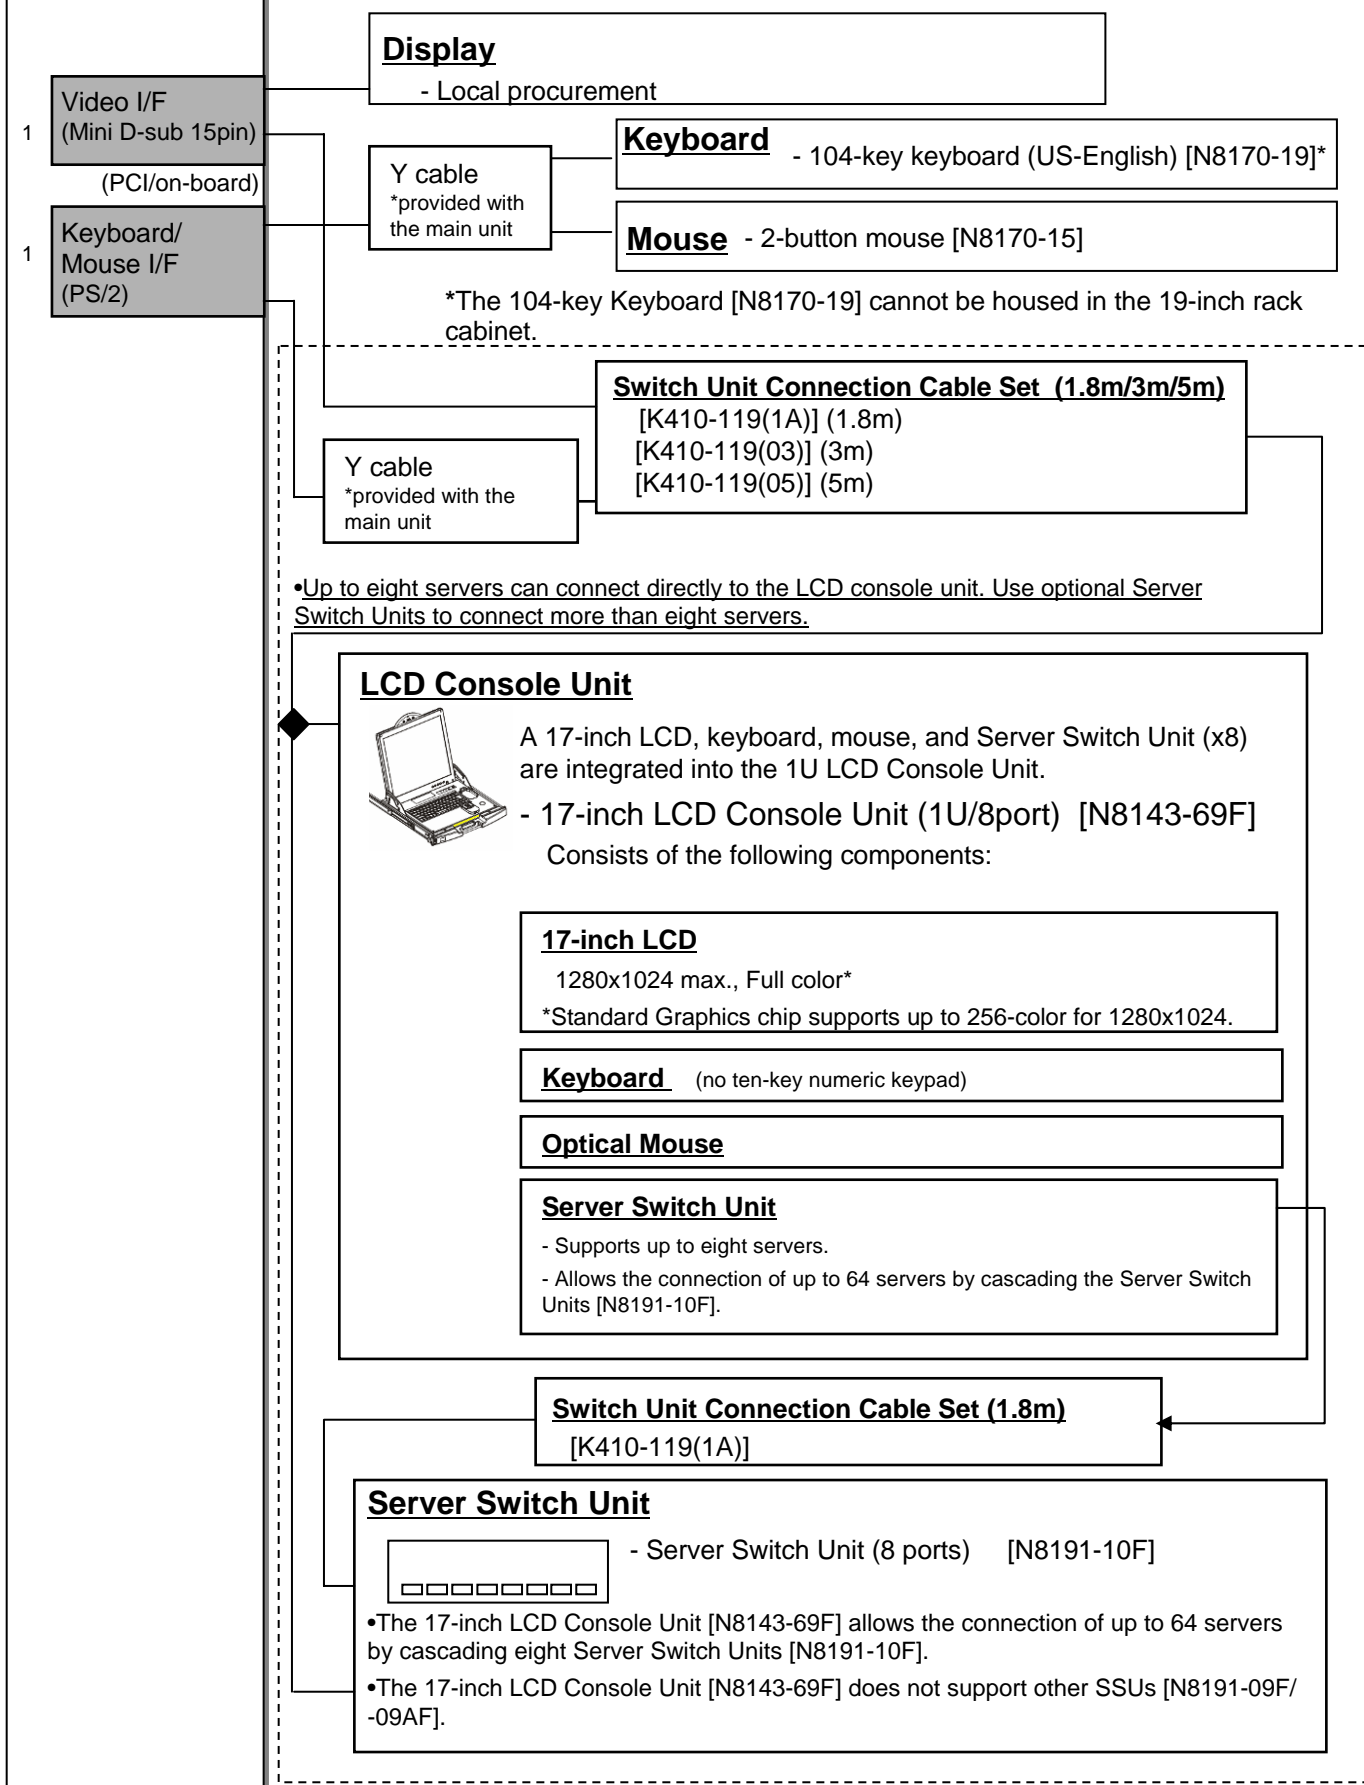 Display
- Local procurement
1
Video I/F
(Mini D-sub 15pin)
(PCI/on-board)
Y cable
*provided with
the main unit
Keyboard - 104-key keyboard (US-English) [N8170-19]*
Mouse - 2-button mouse [N8170-15]
1
Keyboard/
Mouse I/F
(PS/2)
*The 104-key Keyboard [N8170-19] cannot be housed in the 19-inch rack
cabinet.
Switch Unit Connection Cable Set (1.8m/3m/5m)
[K410-119(1A)] (1.8m)
[K410-119(03)] (3m)
[K410-119(05)] (5m)
Y cable
*provided with the
main unit
•Up to eight servers can connect directly to the LCD console unit. Use optional Server
Switch Units to connect more than eight servers.
LCD Console Unit
A 17-inch LCD, keyboard, mouse, and Server Switch Unit (x8)
are integrated into the 1U LCD Console Unit.
- 17-inch LCD Console Unit (1U/8port) [N8143-69F]
Consists of the following components:
17-inch LCD
1280x1024 max., Full color*
*Standard Graphics chip supports up to 256-color for 1280x1024.
Keyboard (no ten-key numeric keypad)
Optical Mouse
Server Switch Unit
- Supports up to eight servers.
- Allows the connection of up to 64 servers by cascading the Server Switch
Units [N8191-10F].
Switch Unit Connection Cable Set (1.8m)
[K410-119(1A)]
Server Switch Unit
- Server Switch Unit (8 ports) [N8191-10F]
•The 17-inch LCD Console Unit [N8143-69F] allows the connection of up to 64 servers
by cascading eight Server Switch Units [N8191-10F].
•The 17-inch LCD Console Unit [N8143-69F] does not support other SSUs [N8191-09F/
-09AF].